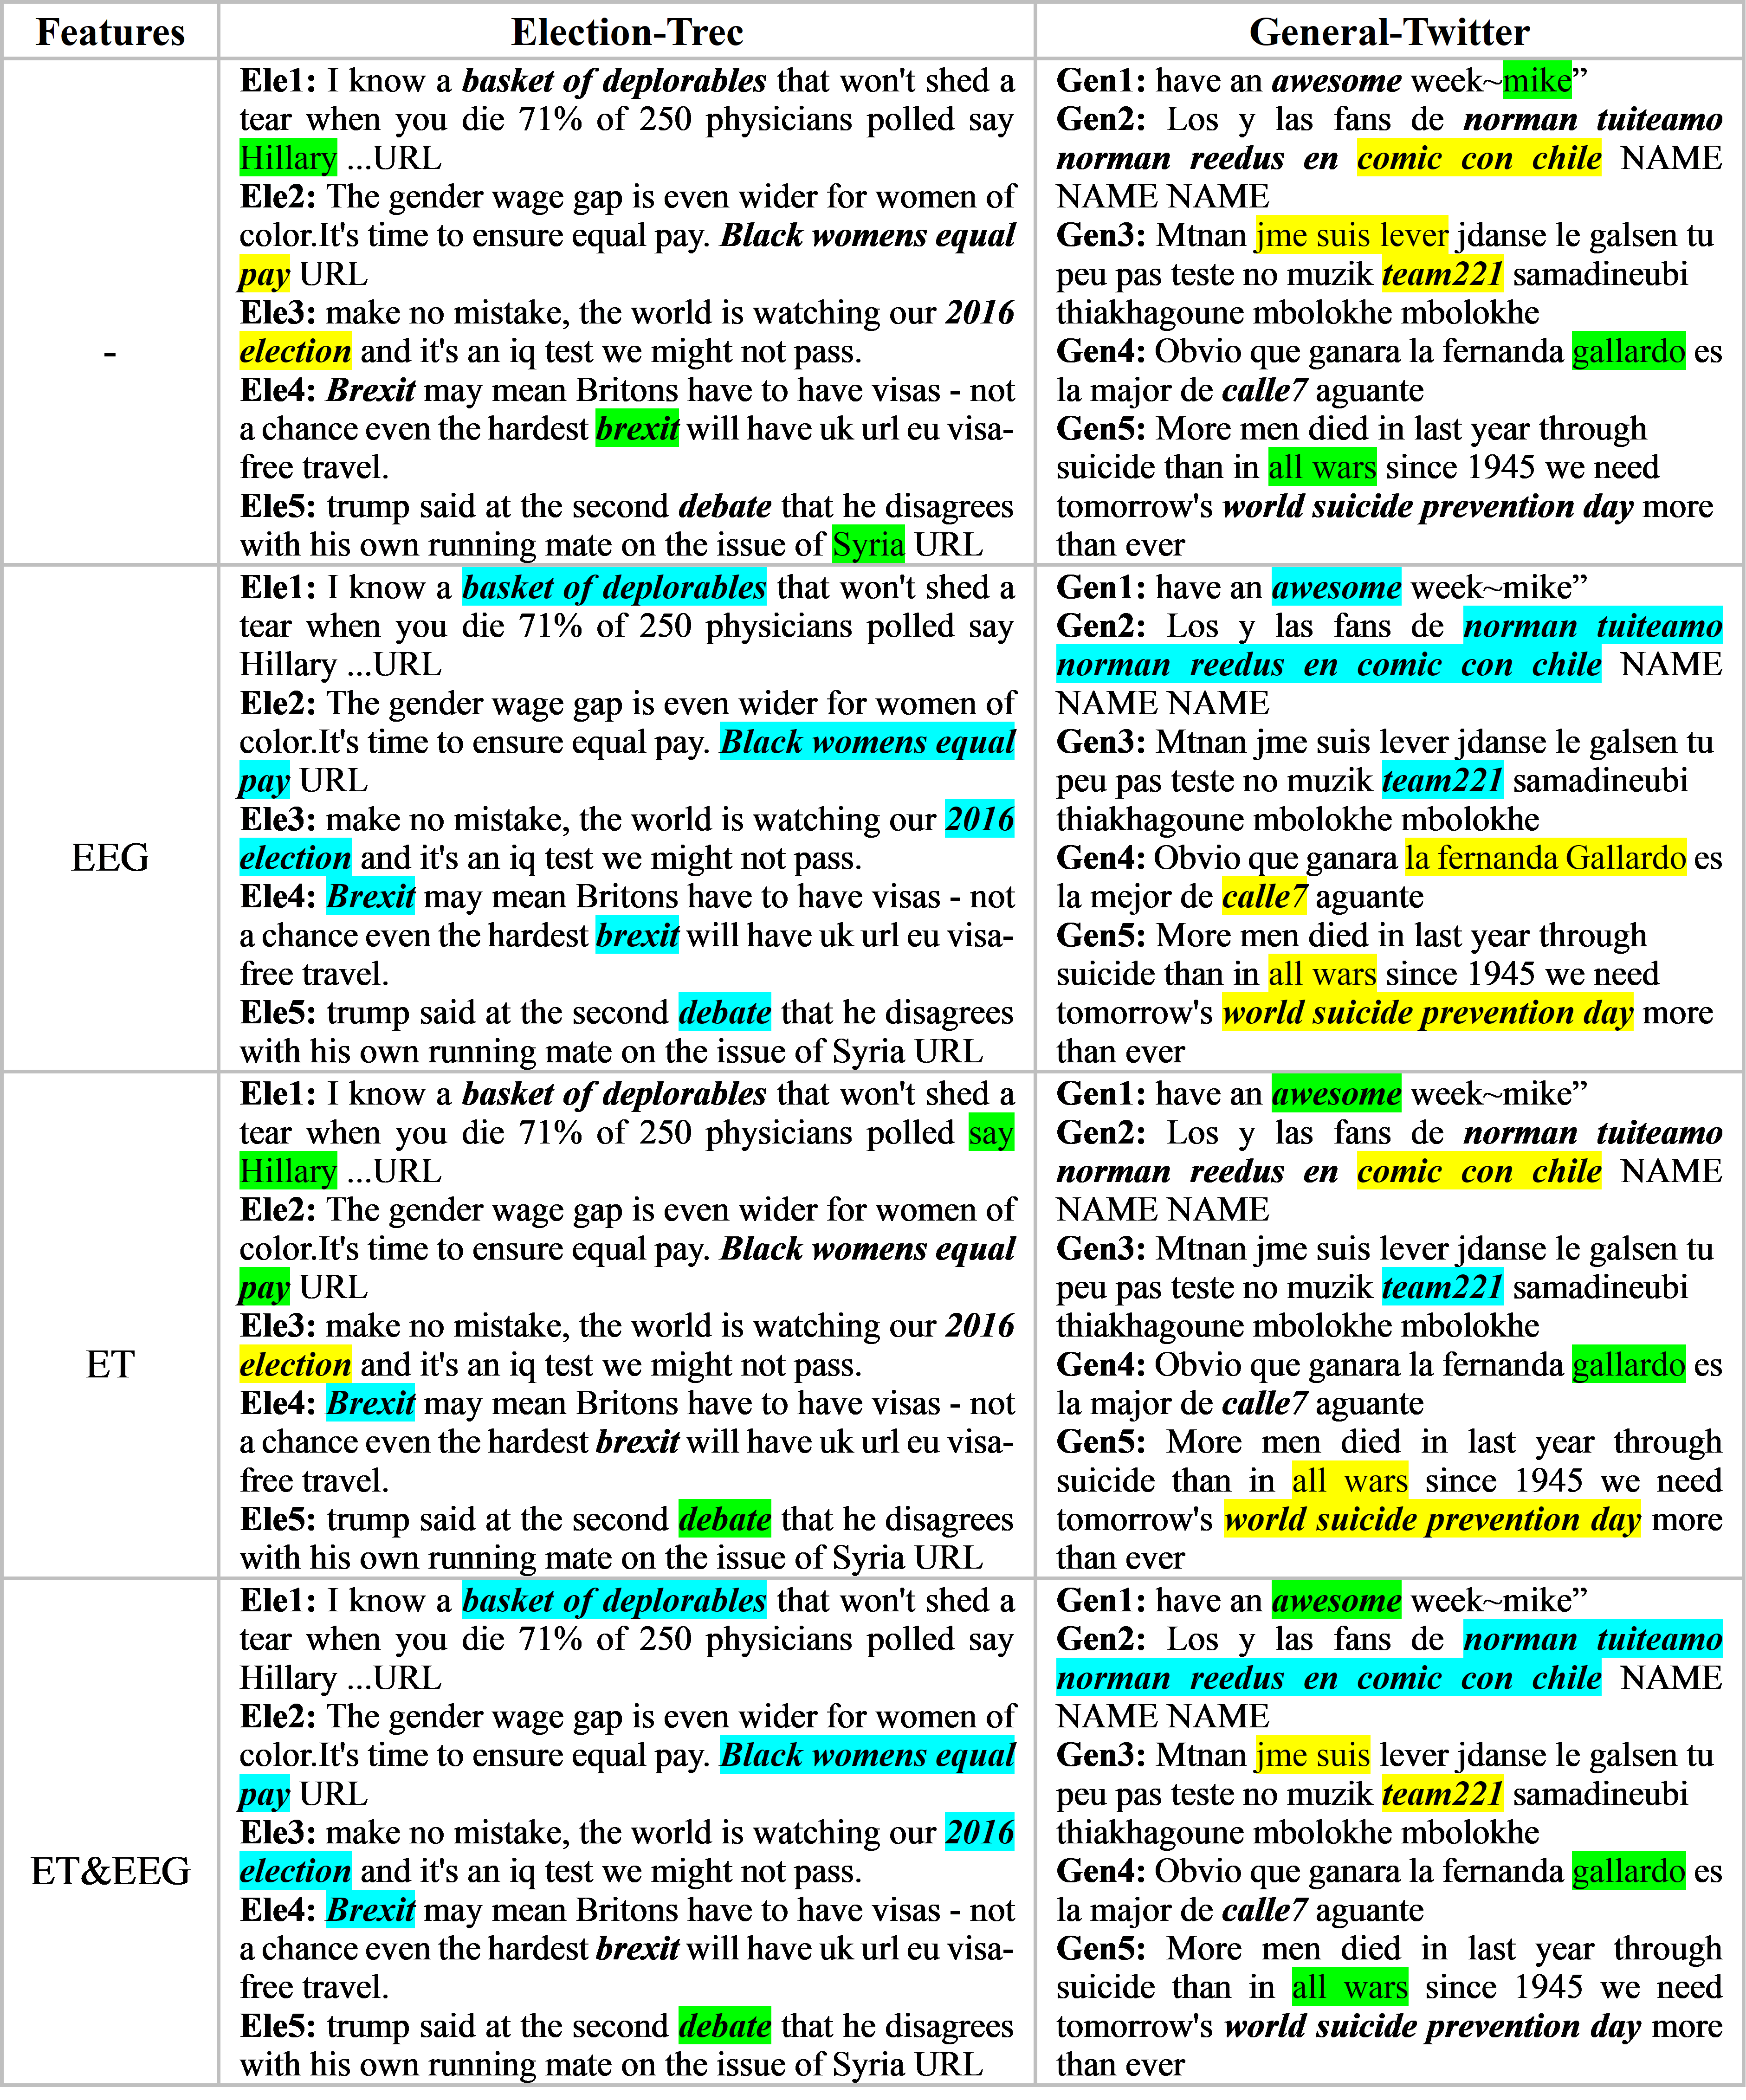 Features Election-Trec General-Twitter
-
Ele1: I know a basket of deplorables that won't shed a
tear when you die 71% of 250 physicians polled say
Hillary ...URL
Ele2: The gender wage gap is even wider for women of
color.It's time to ensure equal pay. Black womens equal
pay URL
Ele3: make no mistake, the world is watching our 2016
election and it's an iq test we might not pass.
Ele4: Brexit may mean Britons have to have visas - not
a chance even the hardest brexit will have uk url eu visa-
free travel.
Ele5: trump said at the second debate that he disagrees
with his own running mate on the issue of Syria URL
Gen1: have an awesome week~mike”
Gen2: Los y las fans de norman tuiteamo
norman reedus en comic con chile NAME
NAME NAME
Gen3: Mtnan jme suis lever jdanse le galsen tu
peu pas teste no muzik team221 samadineubi
thiakhagoune mbolokhe mbolokhe
Gen4: Obvio que ganara la fernanda gallardo es
la major de calle7 aguante
Gen5: More men died in last year through
suicide than in all wars since 1945 we need
tomorrow's world suicide prevention day more
than ever
EEG
Ele1: I know a basket of deplorables that won't shed a
tear when you die 71% of 250 physicians polled say
Hillary ...URL
Ele2: The gender wage gap is even wider for women of
color.It's time to ensure equal pay. Black womens equal
pay URL
Ele3: make no mistake, the world is watching our 2016
election and it's an iq test we might not pass.
Ele4: Brexit may mean Britons have to have visas - not
a chance even the hardest brexit will have uk url eu visa-
free travel.
Ele5: trump said at the second debate that he disagrees
with his own running mate on the issue of Syria URL
Gen1: have an awesome week~mike”
Gen2: Los y las fans de norman tuiteamo
norman reedus en comic con chile NAME
NAME NAME
Gen3: Mtnan jme suis lever jdanse le galsen tu
peu pas teste no muzik team221 samadineubi
thiakhagoune mbolokhe mbolokhe
Gen4: Obvio que ganara la fernanda Gallardo es
la mejor de calle7 aguante
Gen5: More men died in last year through
suicide than in all wars since 1945 we need
tomorrow's world suicide prevention day more
than ever
ET
Ele1: I know a basket of deplorables that won't shed a
tear when you die 71% of 250 physicians polled say
Hillary ...URL
Ele2: The gender wage gap is even wider for women of
color.It's time to ensure equal pay. Black womens equal
pay URL
Ele3: make no mistake, the world is watching our 2016
election and it's an iq test we might not pass.
Ele4: Brexit may mean Britons have to have visas - not
a chance even the hardest brexit will have uk url eu visa-
free travel.
Ele5: trump said at the second debate that he disagrees
with his own running mate on the issue of Syria URL
Gen1: have an awesome week~mike”
Gen2: Los y las fans de norman tuiteamo
norman reedus en comic con chile NAME
NAME NAME
Gen3: Mtnan jme suis lever jdanse le galsen tu
peu pas teste no muzik team221 samadineubi
thiakhagoune mbolokhe mbolokhe
Gen4: Obvio que ganara la fernanda gallardo es
la major de calle7 aguante
Gen5: More men died in last year through
suicide than in all wars since 1945 we need
tomorrow's world suicide prevention day more
than ever
ET&EEG
Ele1: I know a basket of deplorables that won't shed a
tear when you die 71% of 250 physicians polled say
Hillary ...URL
Ele2: The gender wage gap is even wider for women of
color.It's time to ensure equal pay. Black womens equal
pay URL
Ele3: make no mistake, the world is watching our 2016
election and it's an iq test we might not pass.
Ele4: Brexit may mean Britons have to have visas - not
a chance even the hardest brexit will have uk url eu visa-
free travel.
Ele5: trump said at the second debate that he disagrees
with his own running mate on the issue of Syria URL
Gen1: have an awesome week~mike”
Gen2: Los y las fans de norman tuiteamo
norman reedus en comic con chile NAME
NAME NAME
Gen3: Mtnan jme suis lever jdanse le galsen tu
peu pas teste no muzik team221 samadineubi
thiakhagoune mbolokhe mbolokhe
Gen4: Obvio que ganara la fernanda gallardo es
la major de calle7 aguante
Gen5: More men died in last year through
suicide than in all wars since 1945 we need
tomorrow's world suicide prevention day more
than ever